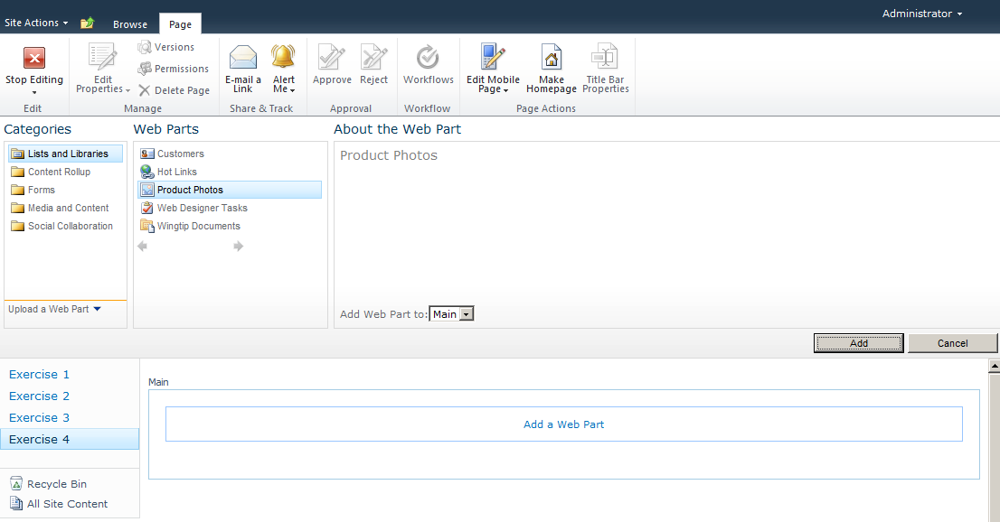 Site Actions Browse Page Administrator
Stop Editing
Edit
Edit Properties
Versions
Permissions
Delete Page
Manage
E-mail a Link
Alert Me
Share & Track
Approve
Reject
Approval
Workflows
Workflow
Edit Mobile Page
Make Homepage
Title Bar Properties
Page Actions
Categories
Lists and Libraries
Content Rollup
Forms
Media and Content
Social Collaboration
Upload a Web Part
Web Parts
Customers
Hot Links
Product Photos
Web Designer Tasks
Wingtip Documents
About the Web Part
Product Photos
Add Web Part to: Main
Add Cancel
Exercise 1
Exercise 2
Exercise 3
Exercise 4
Recycle Bin
All Site Content
Main
Add a Web Part